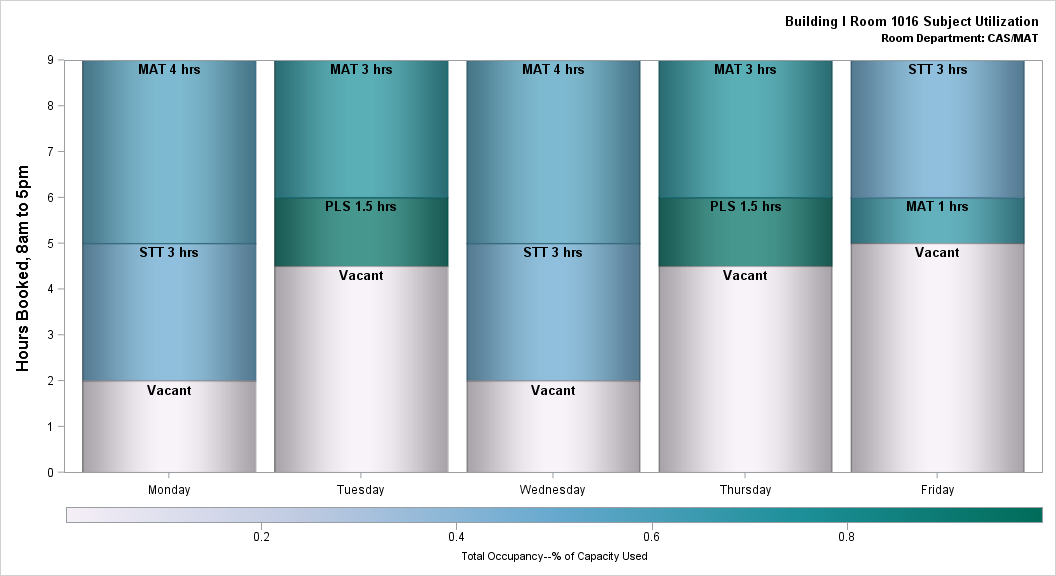 Building I Room 1016 Subject Utilization
Room Department: CAS/MAT
Hours Booked, 8am to 5pm
9
8
7
6
5
4
3
2
1
0
MAT 4 hrs
STT 3 hrs
Vacant
MAT 3 hrs
PLS 1.5 hrs
Vacant
MAT 4 hrs
STT 3 hrs
Vacant
MAT 3 hrs
PLS 1.5 hrs
Vacant
STT 3 hrs
MAT 1 hrs
Vacant
Monday
Tuesday
Wednesday
Thursday
Friday
0.2
0.4
0.6
0.8
Total Occupancy--% of Capacity Used